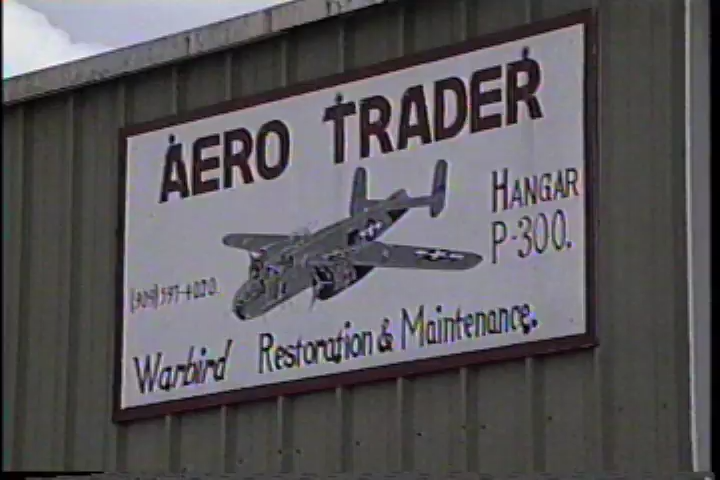 AERO TRADER
HANGAR
P-300.
(909) 597-4020.
Warbird Restoration & Maintenance.